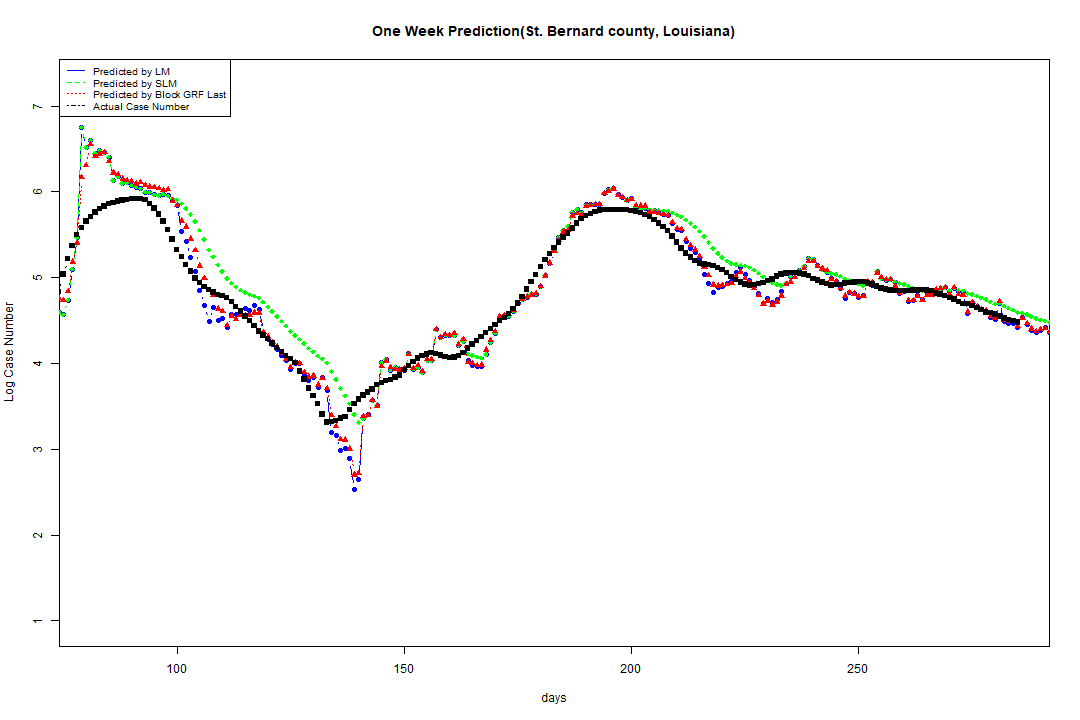 One Week Prediction(St. Bernard county, Louisiana)
Predicted by LM
Predicted by SLM
Predicted by Block GRF Last
Actual Case Number
7
6
5
4
3
2
1
Log Case Number
100 150 200 250
days